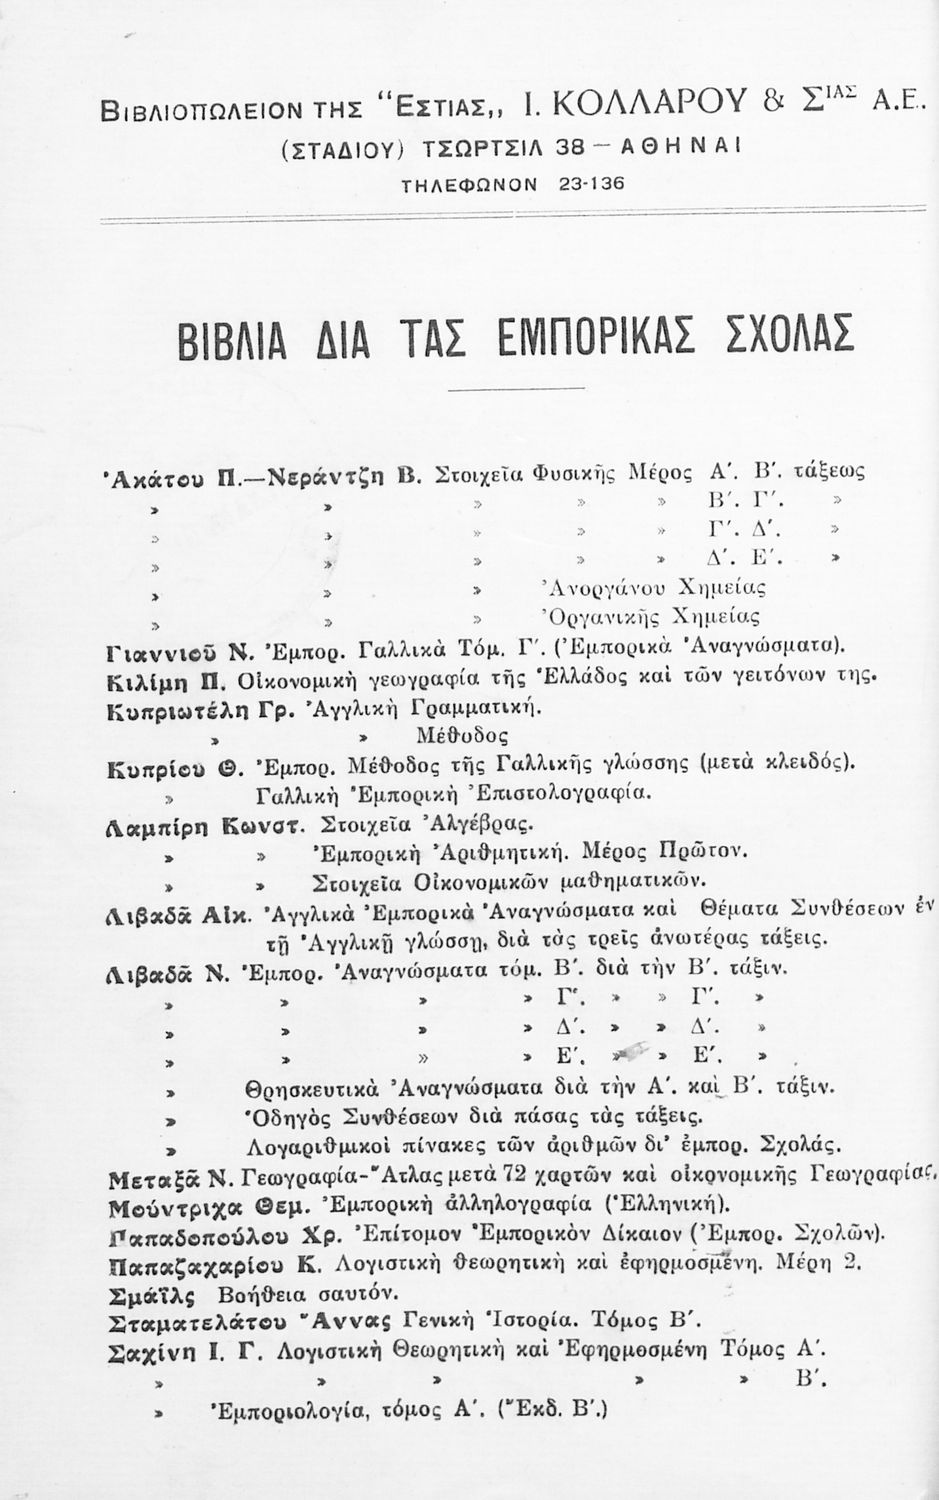 ΒΙΒΛΙΟΠΩΛΕΙΟΝ ΤΗΣ "ΕΣΤΙΑΣ,, Ι. ΚΟΛΛΑΡΟΥ & Σ<sup>ΙΑΣ</sup> Α.Ε.
(ΣΤΑΔΙΟΥ) ΤΣΩΡΤΣΙΛ 38 — ΑΘΗΝΑΙ
ΤΗΛΕΦΩΝΟΝ 23-136
ΒΙΒΛΙΑ ΔΙΑ ΤΑΣ ΕΜΠΟΡΙΚΑΣ ΣΧΟΛΑΣ
Ἀκάτου Π.—Νεράντζη Β. Στοιχεῖα Φυσικῆς Μέρος Α΄. Β΄. τάξεως
» » » » » Β΄. Γ΄. »
» » » » » Γ΄. Δ΄. »
» » » » » Δ΄. Ε΄. »
» » » Ἀνοργάνου Χημείας
» » » Ὀργανικῆς Χημείας
Γιαννιοῦ Ν. Ἐμπορ. Γαλλικὰ Τόμ. Γ΄. (Ἐμπορικὰ Ἀναγνώσματα).
Κιλίμη Π. Οἰκονομικὴ γεωγραφία τῆς Ἑλλάδος καὶ τῶν γειτόνων της.
Κυπριωτέλη Γρ. Ἀγγλικὴ Γραμματική.
» » Μέθοδος
Κυπρίου Θ. Ἐμπορ. Μέθοδος τῆς Γαλλικῆς γλώσσης (μετὰ κλειδός).
» Γαλλικὴ Ἐμπορικὴ Ἐπιστολογραφία.
Λαμπίρη Κωνστ. Στοιχεῖα Ἀλγέβρας.
» » Ἐμπορικὴ Ἀριθμητική. Μέρος Πρῶτον.
» » Στοιχεῖα Οἰκονομικῶν μαθηματικῶν.
Λιβαδᾶ Αἰκ. Ἀγγλικὰ Ἐμπορικὰ Ἀναγνώσματα καὶ Θέματα Συνθέσεων ἐν
τῇ Ἀγγλικῇ γλώσσῃ, διὰ τὰς τρεῖς ἀνωτέρας τάξεις.
Λιβαδᾶ Ν. Ἐμπορ. Ἀναγνώσματα τόμ. Β΄. διὰ τὴν Β΄. τάξιν.
» » » » Γ΄. » » Γ΄. »
» » » » Δ΄. » » Δ΄. »
» » » » Ε΄. » » Ε΄. »
» Θρησκευτικὰ Ἀναγνώσματα διὰ τὴν Α΄. καὶ Β΄. τάξιν.
» Ὁδηγὸς Συνθέσεων διὰ πάσας τὰς τάξεις.
» Λογαριθμικοὶ πίνακες τῶν ἀριθμῶν δι᾽ ἐμπορ. Σχολάς.
Μεταξᾶ Ν. Γεωγραφία-Ἄτλας μετὰ 72 χαρτῶν καὶ οἰκονομικῆς Γεωγραφίας.
Μούντριχα Θεμ. Ἐμπορικὴ ἀλληλογραφία (Ἑλληνική).
Παπαδοπούλου Χρ. Ἐπίτομον Ἐμπορικὸν Δίκαιον (Ἐμπορ. Σχολῶν).
Παπαζαχαρίου Κ. Λογιστικὴ θεωρητικὴ καὶ ἐφηρμοσμένη. Μέρη 2.
Σμάϊλς Βοήθεια σαυτόν.
Σταματελάτου Ἄννας Γενικὴ Ἱστορία. Τόμος Β΄.
Σαχίνη Ι. Γ. Λογιστικὴ Θεωρητικὴ καὶ Ἐφηρμοσμένη Τόμος Α΄.
» » » » » Β΄.
» Ἐμποριολογία, τόμος Α΄. (Ἔκδ. Β΄.)